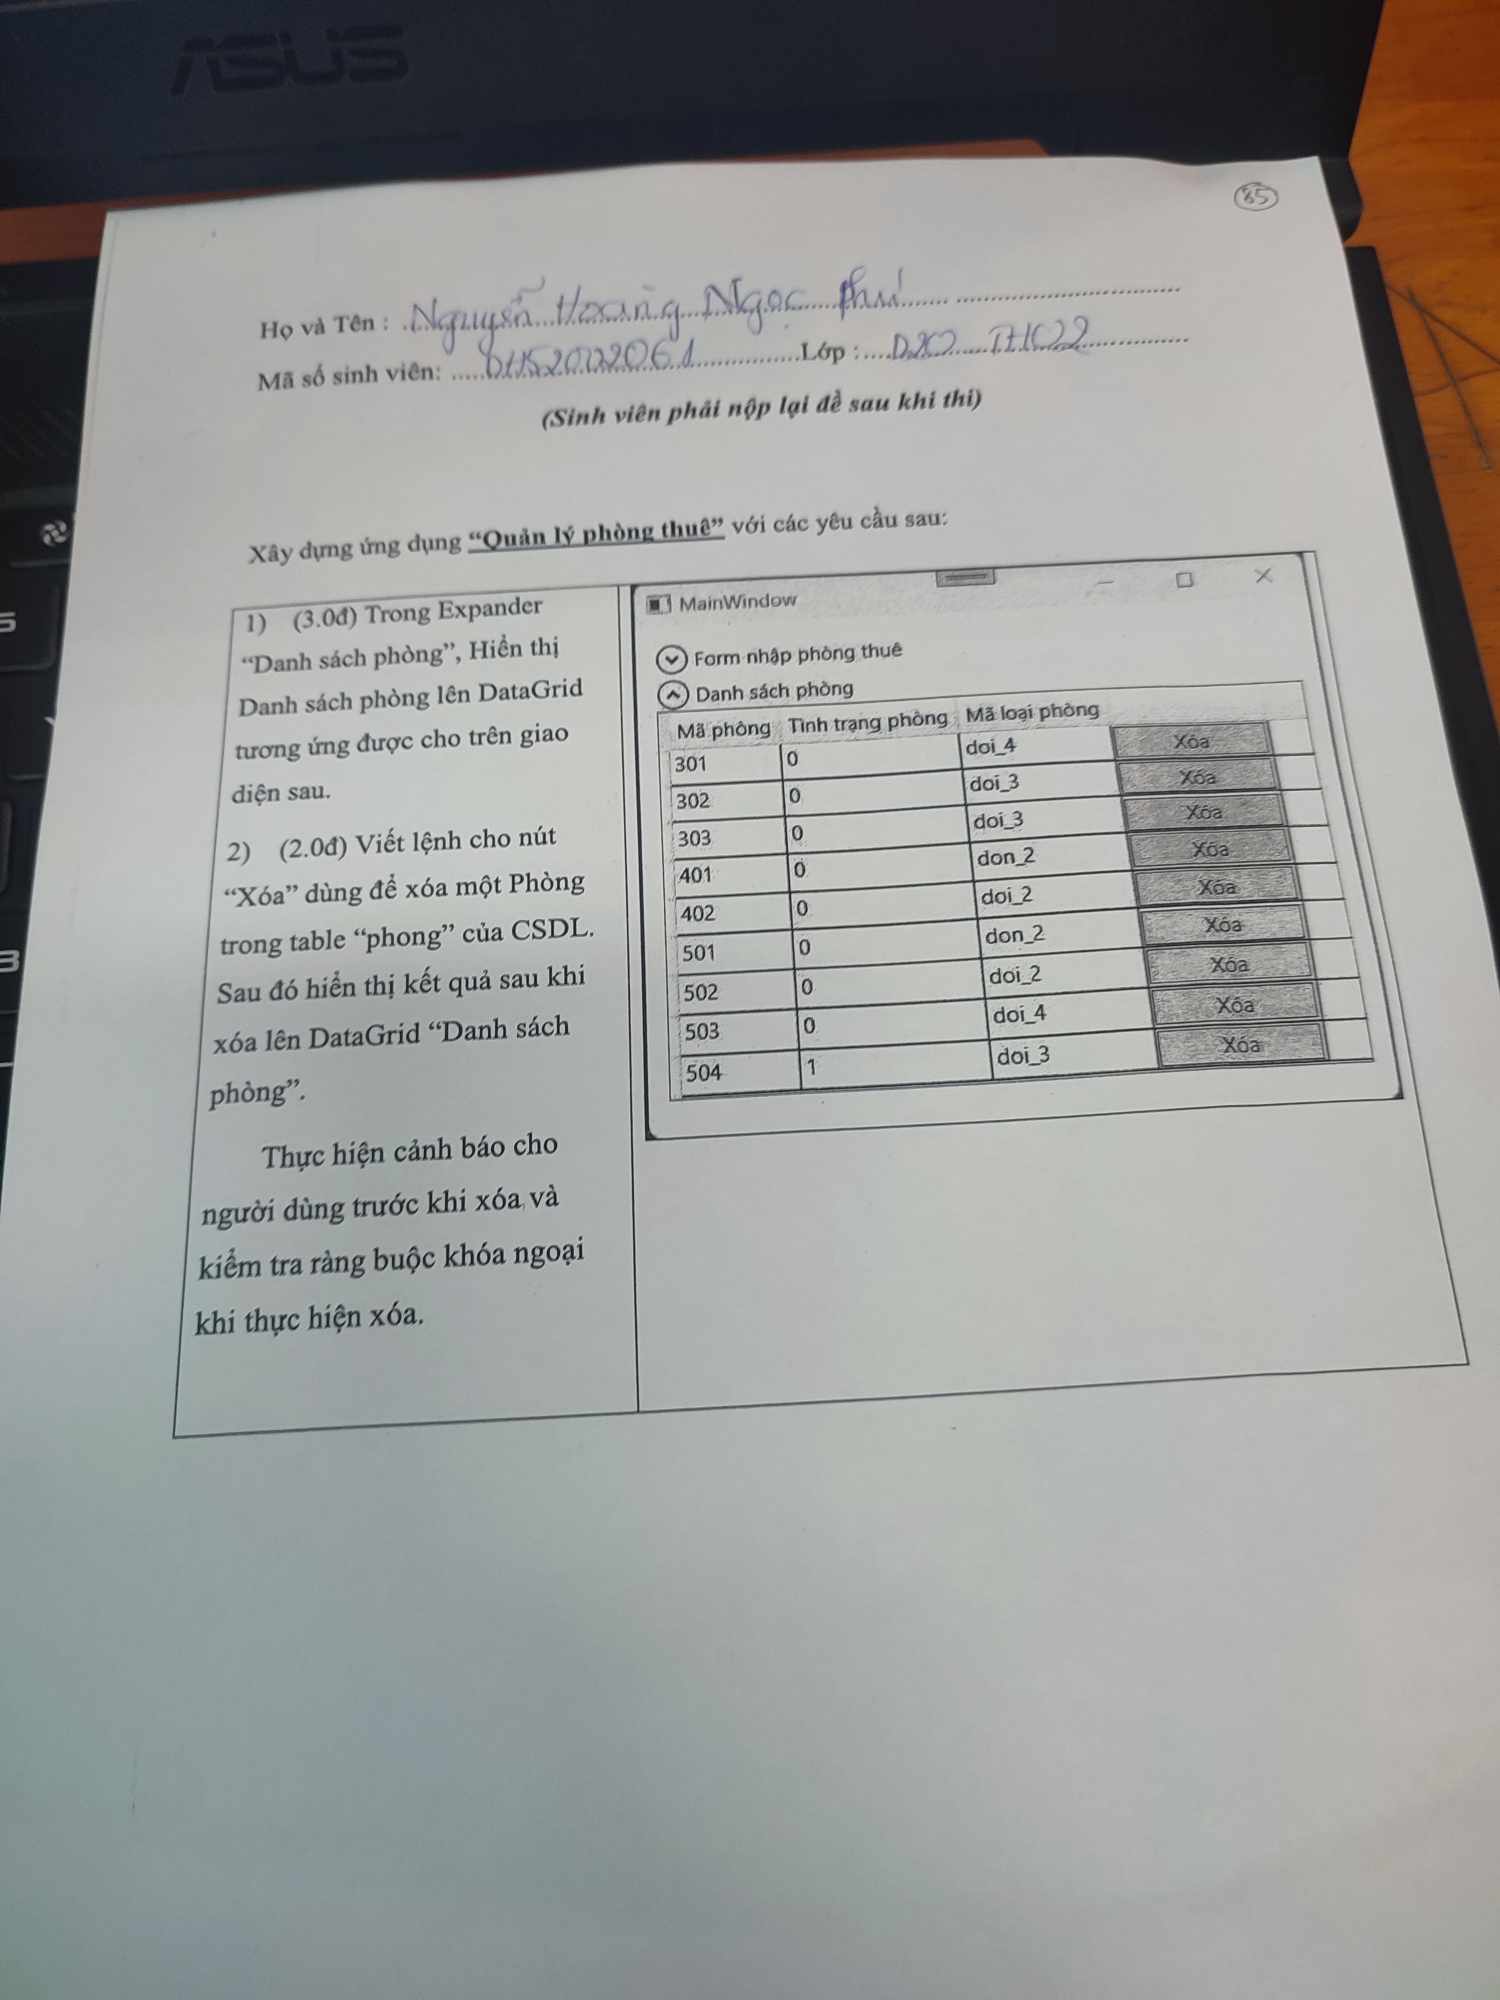 ASUS
85
Họ và Tên : Nguyễn Hoàng Ngọc Phú
Mã số sinh viên: DH52012061 Lớp : D20_TH02
(Sinh viên phải nộp lại đề sau khi thi)
Xây dựng ứng dụng “Quản lý phòng thuê” với các yêu cầu sau:
1) (3.0đ) Trong Expander
“Danh sách phòng”, Hiển thị
Danh sách phòng lên DataGrid
tương ứng được cho trên giao
diện sau.
2) (2.0đ) Viết lệnh cho nút
“Xóa” dùng để xóa một Phòng
trong table “phong” của CSDL.
Sau đó hiển thị kết quả sau khi
xóa lên DataGrid “Danh sách
phòng”.
Thực hiện cảnh báo cho
người dùng trước khi xóa và
kiểm tra ràng buộc khóa ngoại
khi thực hiện xóa.
MainWindow
Form nhập phòng thuê
Danh sách phòng
Mã phòng Tình trạng phòng Mã loại phòng
301 0 doi_4 Xóa
302 0 doi_3 Xóa
303 0 doi_3 Xóa
401 0 don_2 Xóa
402 0 doi_2 Xóa
501 0 don_2 Xóa
502 0 doi_2 Xóa
503 0 doi_4 Xóa
504 1 doi_3 Xóa